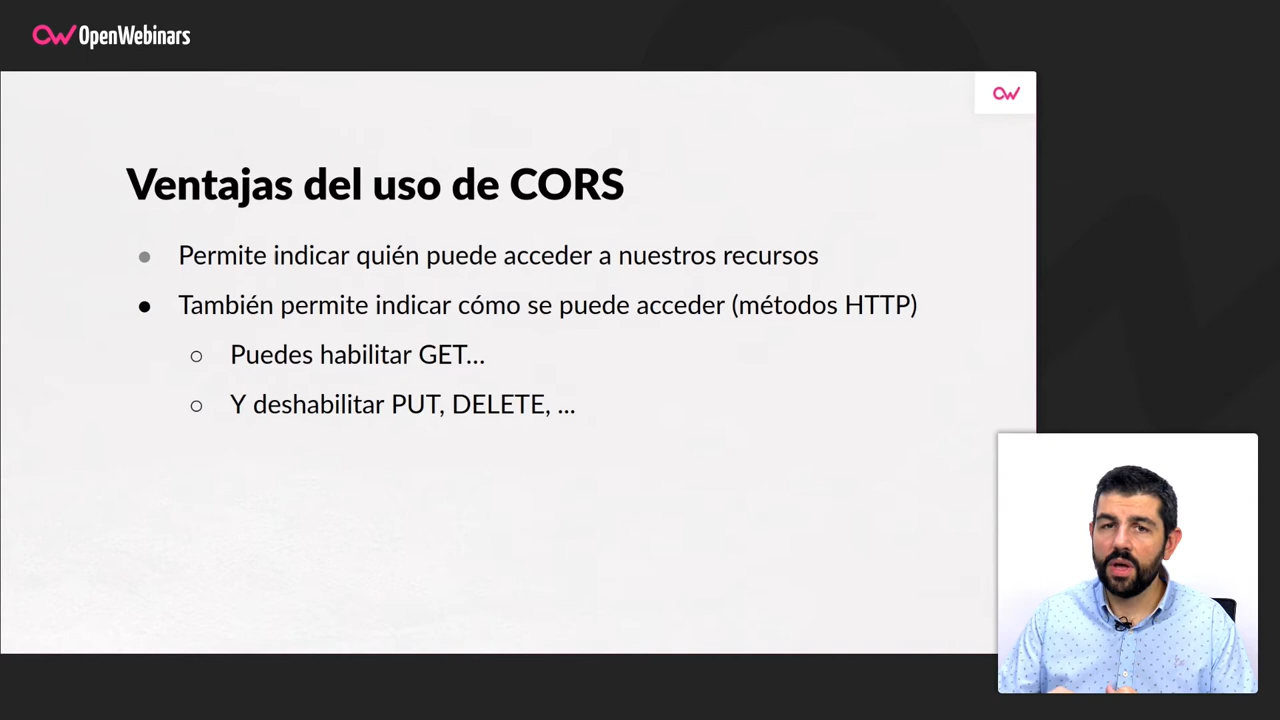 OpenWebinars
Ventajas del uso de CORS
● Permite indicar quién puede acceder a nuestros recursos
● También permite indicar cómo se puede acceder (métodos HTTP)
○ Puedes habilitar GET...
○ Y deshabilitar PUT, DELETE, ...